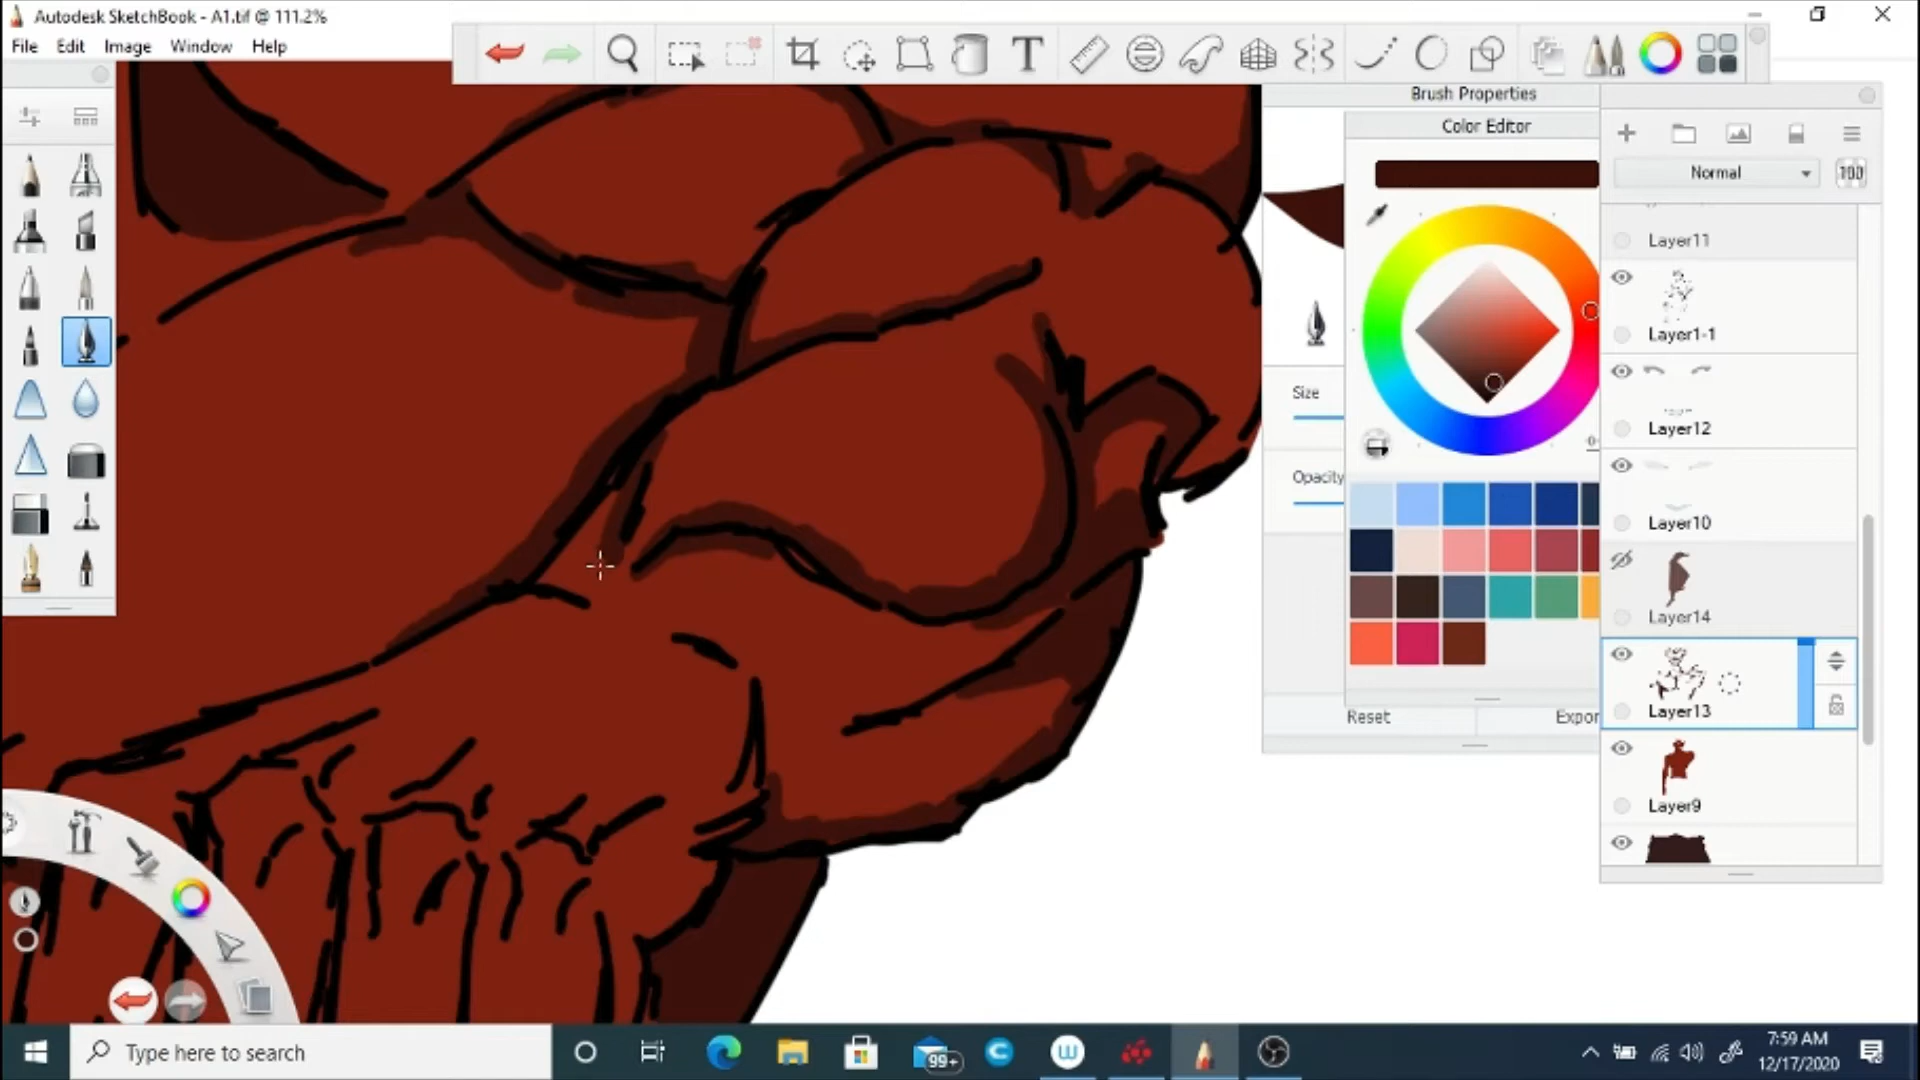 Autodesk SketchBook - A1.tif @ 111.2%
File Edit Image Window Help
T
Brush Properties
Color Editor
Normal
100
Layer11
Layer1-1
Size
Layer12
Opacity
Layer10
Layer14
Layer13
Reset
Expor
Layer9
Type here to search
99+
7:59 AM
12/17/2020